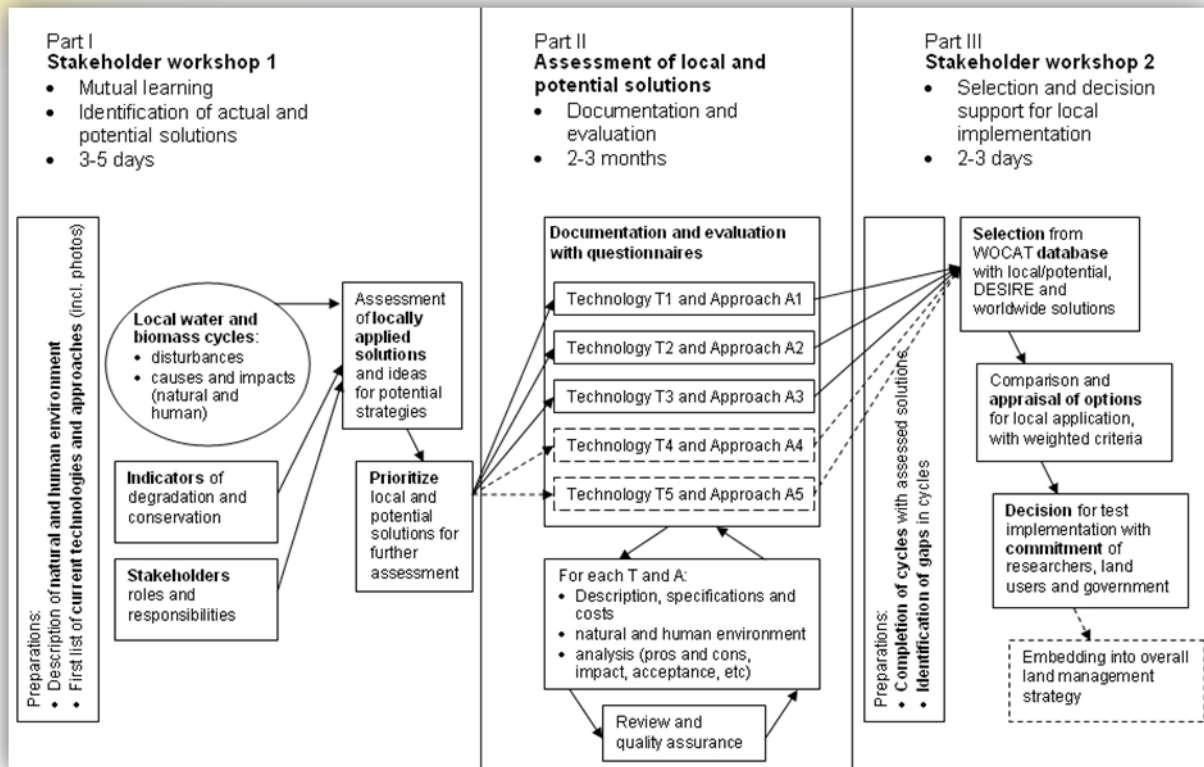 Part I
Stakeholder workshop 1
• Mutual learning
• Identification of actual and
potential solutions
• 3-5 days
Preparations:
• Description of natural and human environment
• First list of current technologies and approaches (incl. photos)
Local water and
biomass cycles:
• disturbances
• causes and impacts
(natural and
human)
Indicators of
degradation and
conservation
Stakeholders
roles and
responsibilities
Assessment
of locally
applied
solutions
and ideas
for potential
strategies
Prioritize
local and
potential
solutions for
further
assessment
Part II
Assessment of local and
potential solutions
• Documentation and
evaluation
• 2-3 months
Documentation and evaluation
with questionnaires
Technology T1 and Approach A1
Technology T2 and Approach A2
Technology T3 and Approach A3
Technology T4 and Approach A4
Technology T5 and Approach A5
For each T and A:
• Description, specifications and
costs
• natural and human environment
• analysis (pros and cons,
impact, acceptance, etc)
Review and
quality assurance
Part III
Stakeholder workshop 2
• Selection and decision
support for local
implementation
• 2-3 days
Preparations:
• Completion of cycles with assessed solutions
• Identification of gaps in cycles
Selection from
WOCAT database
with local/potential,
DESIRE and
worldwide solutions
Comparison and
appraisal of options
for local application,
with weighted criteria
Decision for test
implementation with
commitment of
researchers, land
users and government
Embedding into overall
land management
strategy